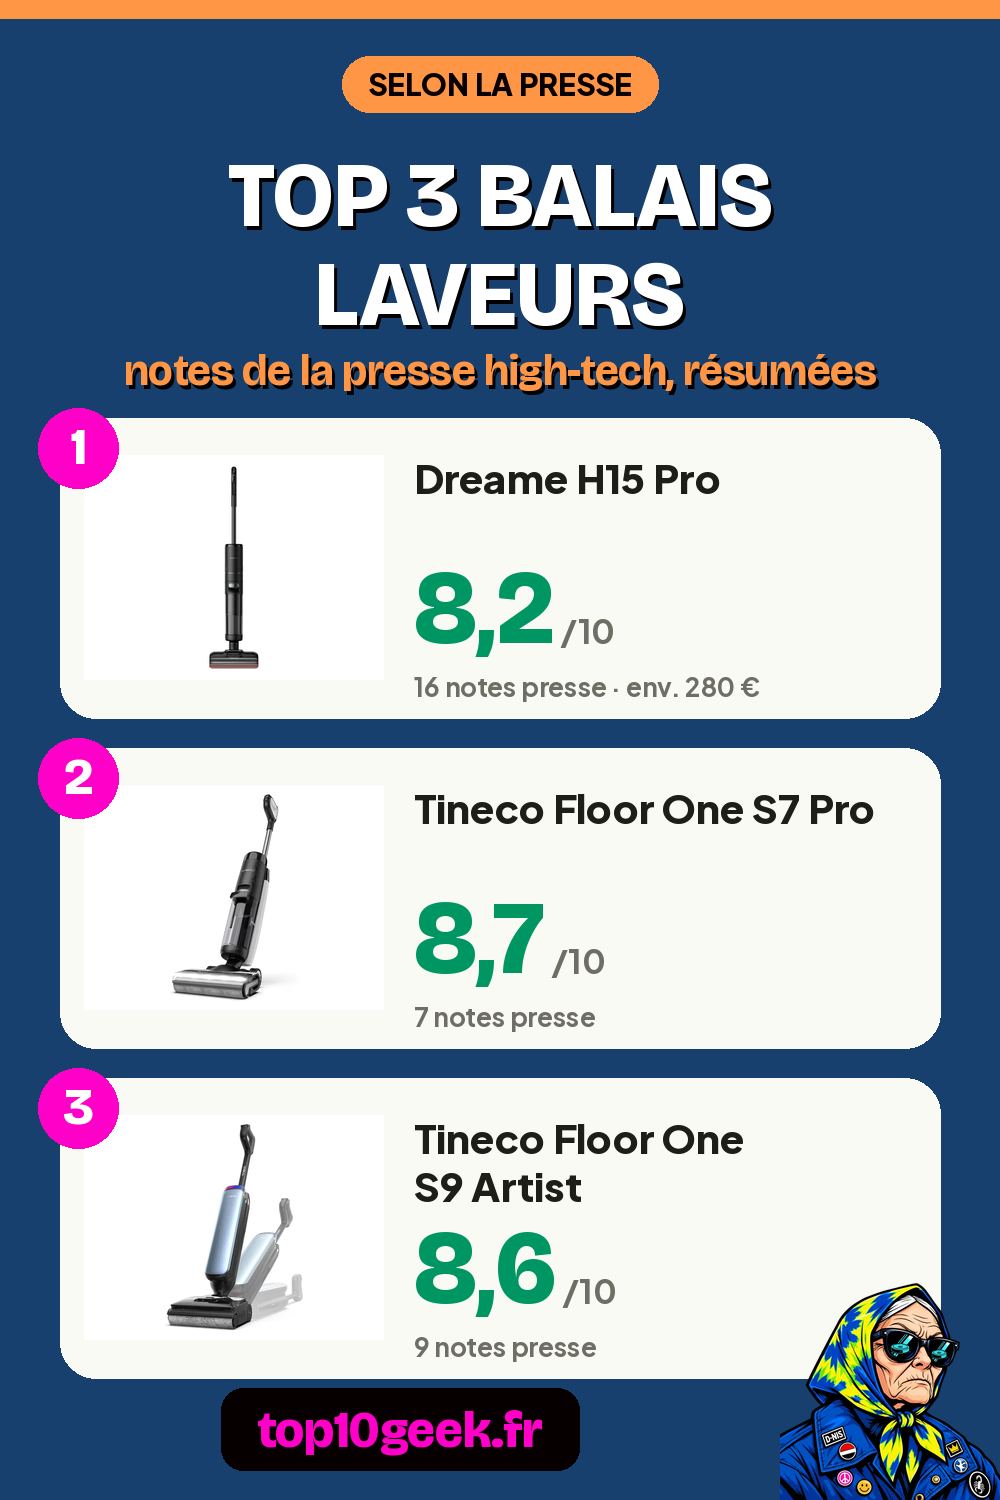 SELON LA PRESSE
TOP 3 BALAIS
LAVEURS
notes de la presse high-tech, résumées
1
Dreame H15 Pro
8,2 /10
16 notes presse · env. 280 €
2
Tineco Floor One S7 Pro
8,7 /10
7 notes presse
3
Tineco Floor One
S9 Artist
8,6 /10
9 notes presse
top10geek.fr
D-NIS